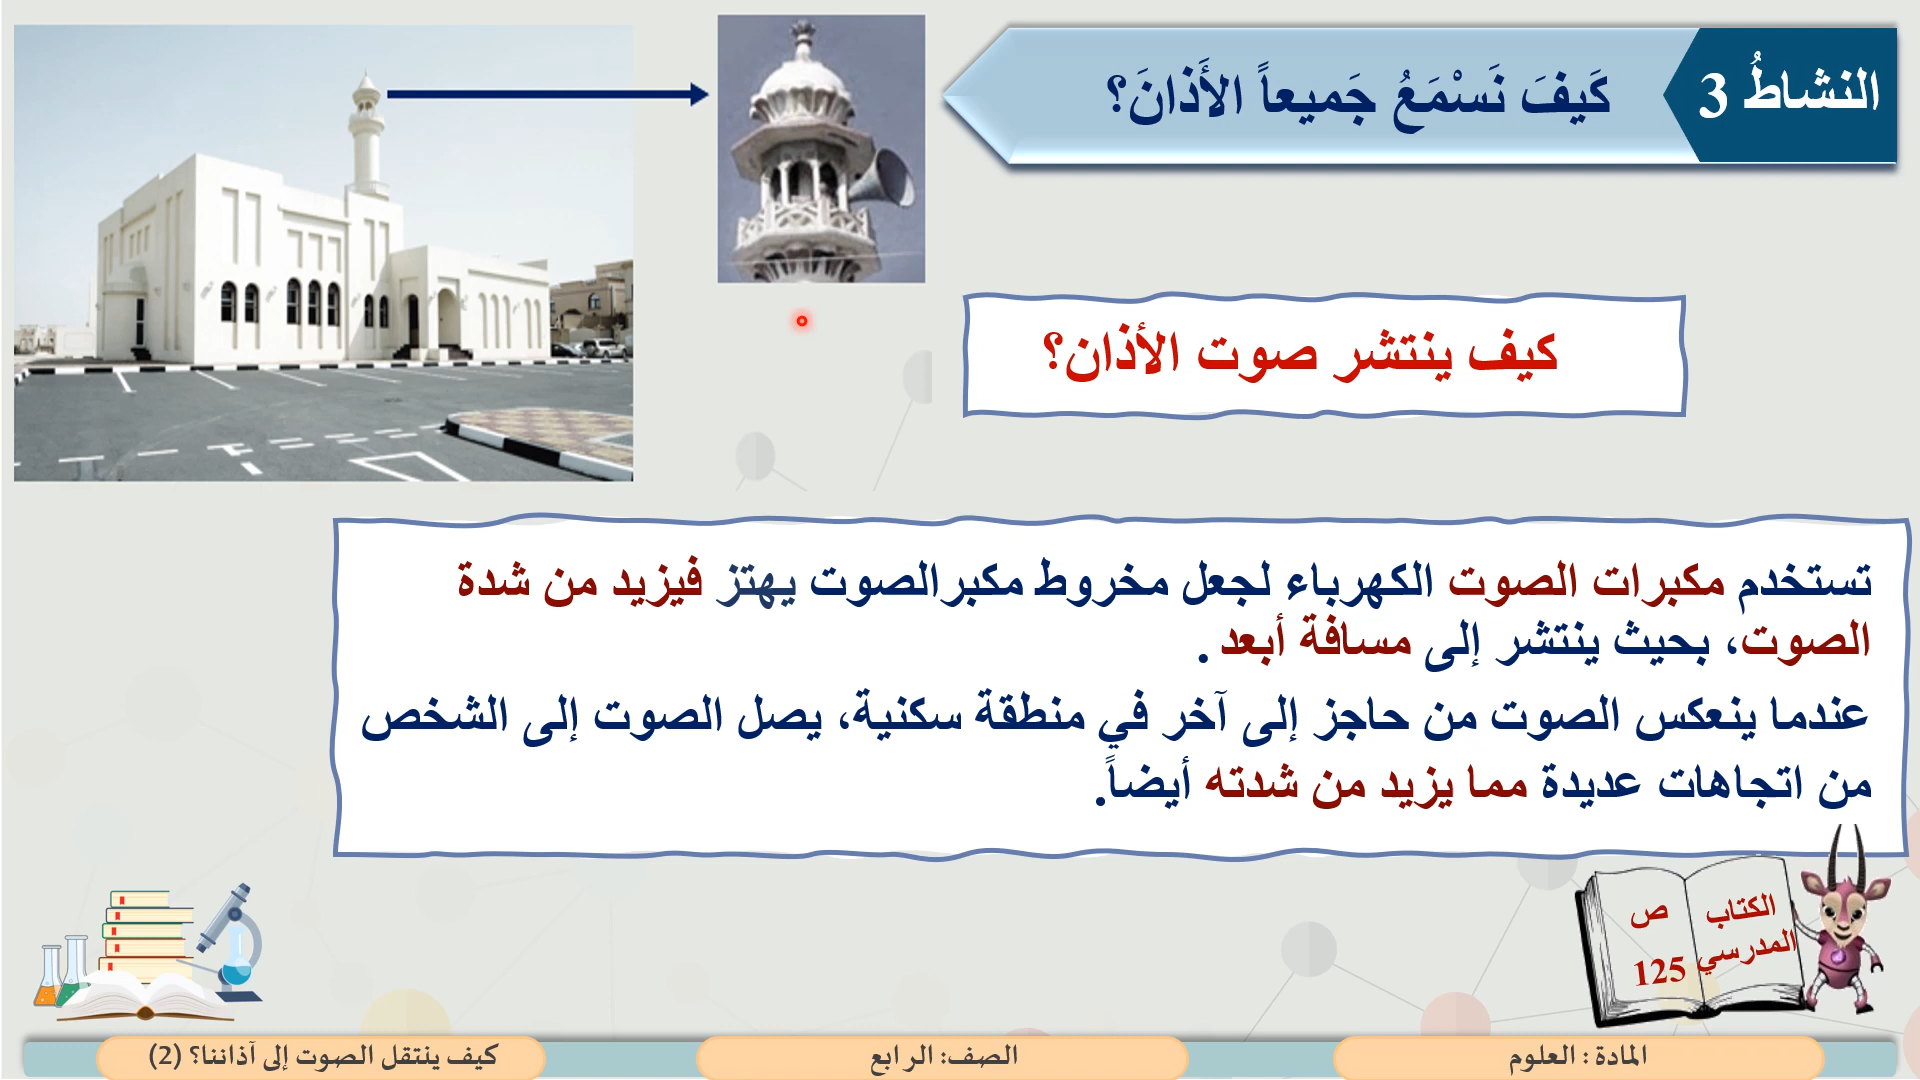 النشاطُ 3
كَيفَ نَسْمَعُ جَميعاً الأَذانَ؟
كيف ينتشر صوت الأذان؟
تستخدم مكبرات الصوت الكهرباء لجعل مخروط مكبرالصوت يهتز فيزيد من شدة
الصوت، بحيث ينتشر إلى مسافة أبعد .
عندما ينعكس الصوت من حاجز إلى آخر في منطقة سكنية، يصل الصوت إلى الشخص
من اتجاهات عديدة مما يزيد من شدته أيضاً.
الكتاب
المدرسي
ص
125
المادة : العلوم
الصف: الرابع
كيف ينتقل الصوت إلى آذاننا؟ (2)